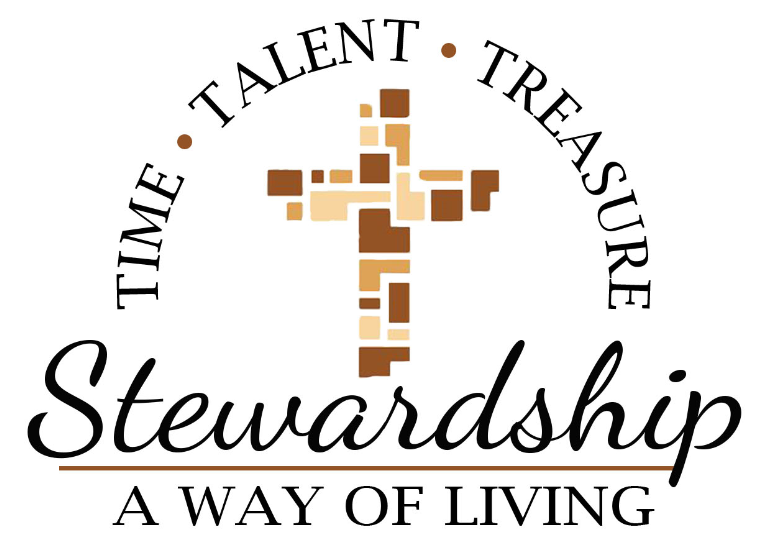 TIME • TALENT • TREASURE
Stewardship
A WAY OF LIVING